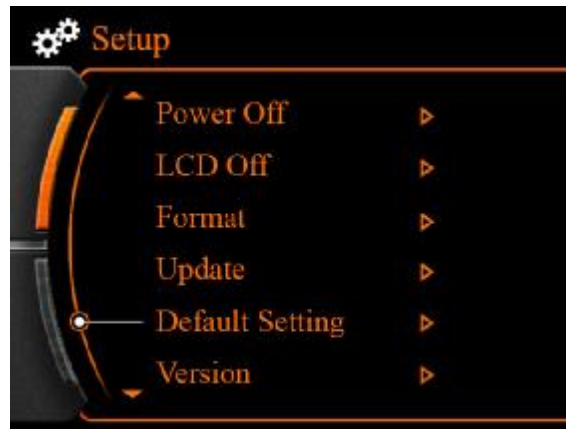 Setup
Power Off
LCD Off
Format
Update
Default Setting
Version